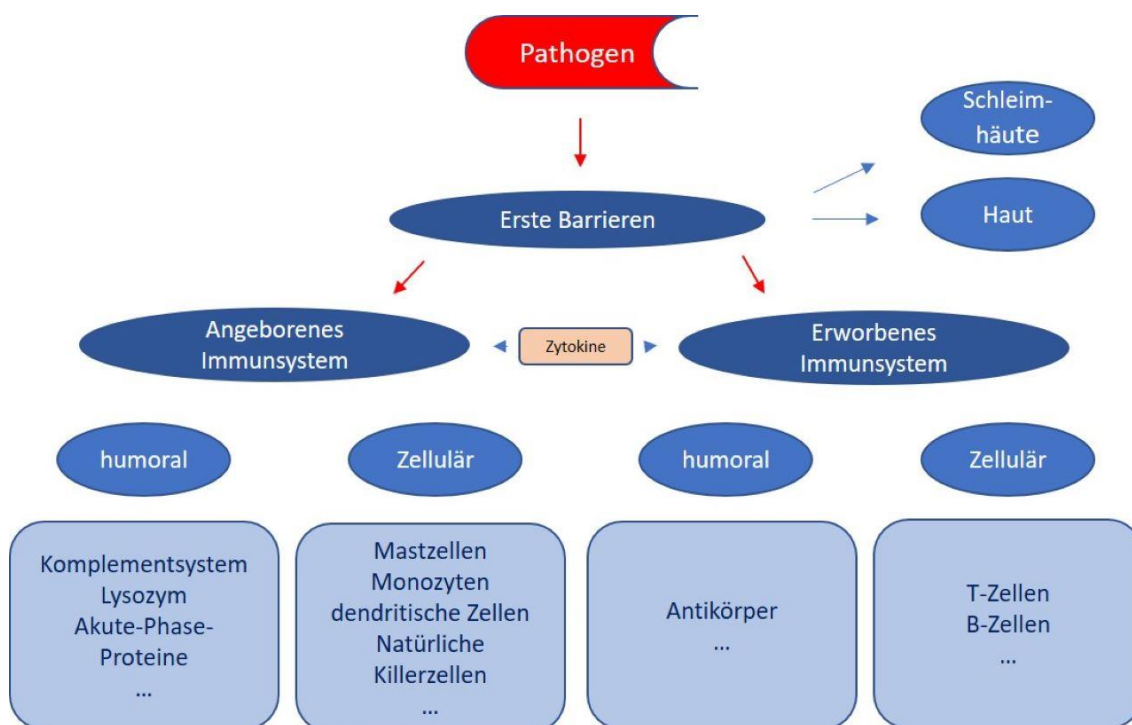 Pathogen
Schleim-
häute
Erste Barrieren
Haut
Angeborenes
Immunsystem
Zytokine
Erworbenes
Immunsystem
humoral
Zellulär
humoral
Zellulär
Komplementsystem
Lysozym
Akute-Phase-
Proteine
...
Mastzellen
Monozyten
dendritische Zellen
Natürliche
Killerzellen
...
Antikörper
...
T-Zellen
B-Zellen
...